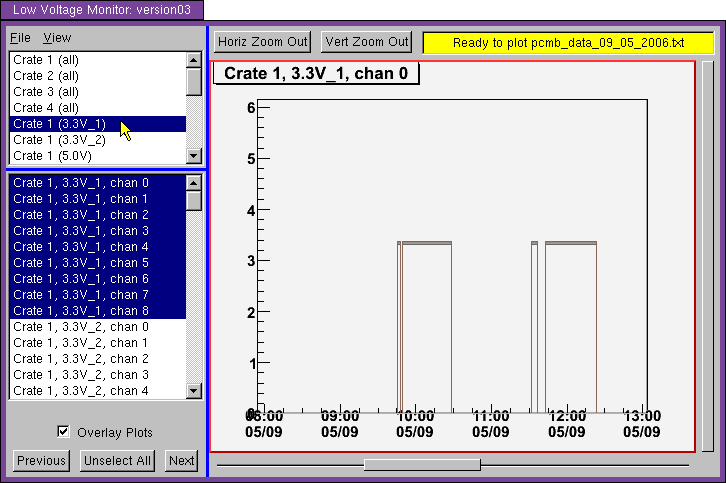 Low Voltage Monitor: version03
File View
Horiz Zoom Out Vert Zoom Out Ready to plot pcmb_data_09_05_2006.txt
Crate 1 (all)
Crate 2 (all)
Crate 3 (all)
Crate 4 (all)
Crate 1 (3.3V_1)
Crate 1 (3.3V_2)
Crate 1 (5.0V)
Crate 1, 3.3V_1, chan 0
Crate 1, 3.3V_1, chan 1
Crate 1, 3.3V_1, chan 2
Crate 1, 3.3V_1, chan 3
Crate 1, 3.3V_1, chan 4
Crate 1, 3.3V_1, chan 5
Crate 1, 3.3V_1, chan 6
Crate 1, 3.3V_1, chan 7
Crate 1, 3.3V_1, chan 8
Crate 1, 3.3V_2, chan 0
Crate 1, 3.3V_2, chan 1
Crate 1, 3.3V_2, chan 2
Crate 1, 3.3V_2, chan 3
Crate 1, 3.3V_2, chan 4
Overlay Plots
Previous Unselect All Next
Crate 1, 3.3V_1, chan 0
6
5
4
3
2
1
0
08:00 09:00 10:00 11:00 12:00 13:00
05/09 05/09 05/09 05/09 05/09 05/09